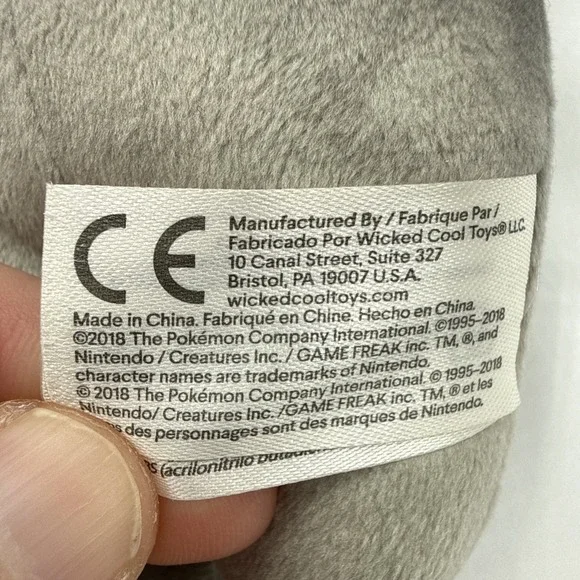 CE
Manufactured By / Fabrique Par /
Fabricado Por Wicked Cool Toys® LLC.
10 Canal Street, Suite 327
Bristol, PA 19007 U.S.A.
wickedcooltoys.com
Made in China. Fabriqué en Chine. Hecho en China.
©2018 The Pokémon Company International. ©1995–2018
Nintendo / Creatures Inc. / GAME FREAK inc. TM, ®, and
character names are trademarks of Nintendo.
© 2018 The Pokémon Company International. © 1995–2018
Nintendo/ Creatures Inc. /GAME FREAK inc. TM, ® et les
des personnages sont des marques de Nintendo.
(acrilonitrilo